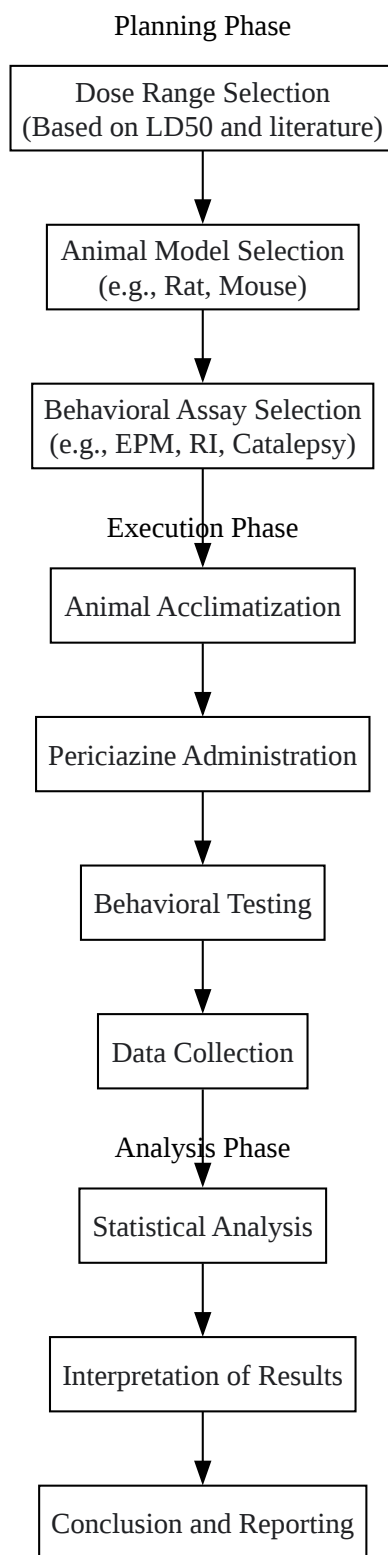 Planning Phase
Dose Range Selection
(Based on LD50 and literature)
Animal Model Selection
(e.g., Rat, Mouse)
Behavioral Assay Selection
(e.g., EPM, RI, Catalepsy)
Execution Phase
Animal Acclimatization
Periciazine Administration
Behavioral Testing
Data Collection
Analysis Phase
Statistical Analysis
Interpretation of Results
Conclusion and Reporting